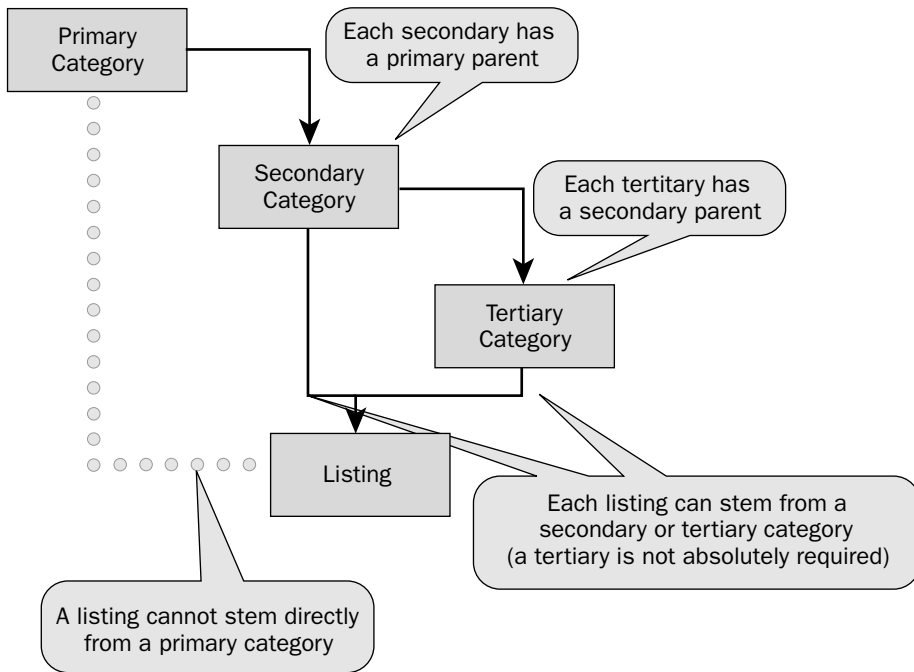 Primary
Category
Each secondary has
a primary parent
Secondary
Category
Each tertitary has
a secondary parent
Tertiary
Category
Listing
Each listing can stem from a
secondary or tertiary category
(a tertiary is not absolutely required)
A listing cannot stem directly
from a primary category